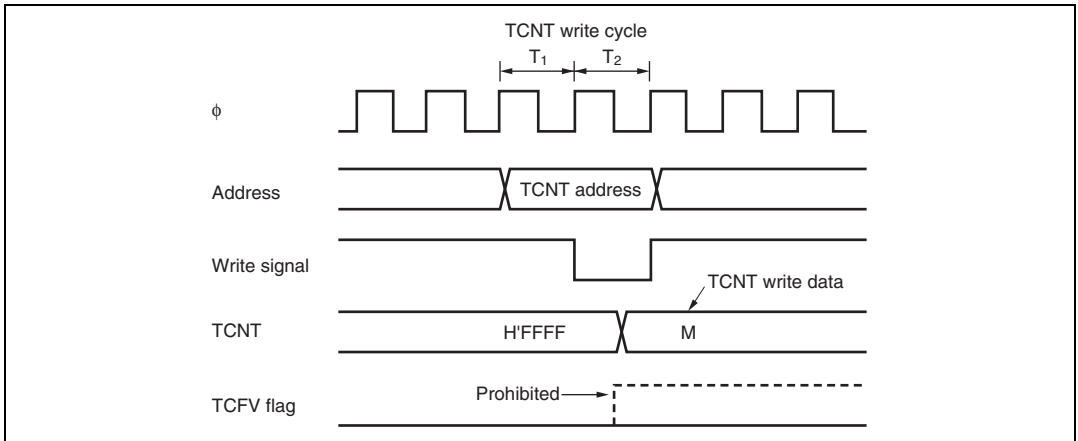 TCNT write cycle
T1 T2
ϕ
Address
TCNT address
Write signal
TCNT write data
TCNT
H'FFFF
M
Prohibited
TCFV flag